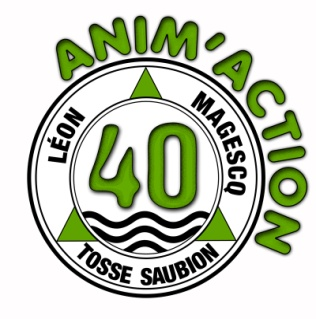 ANIM'ACTION
LÉON
MAGESCQ
40
TOSSE SAUBION